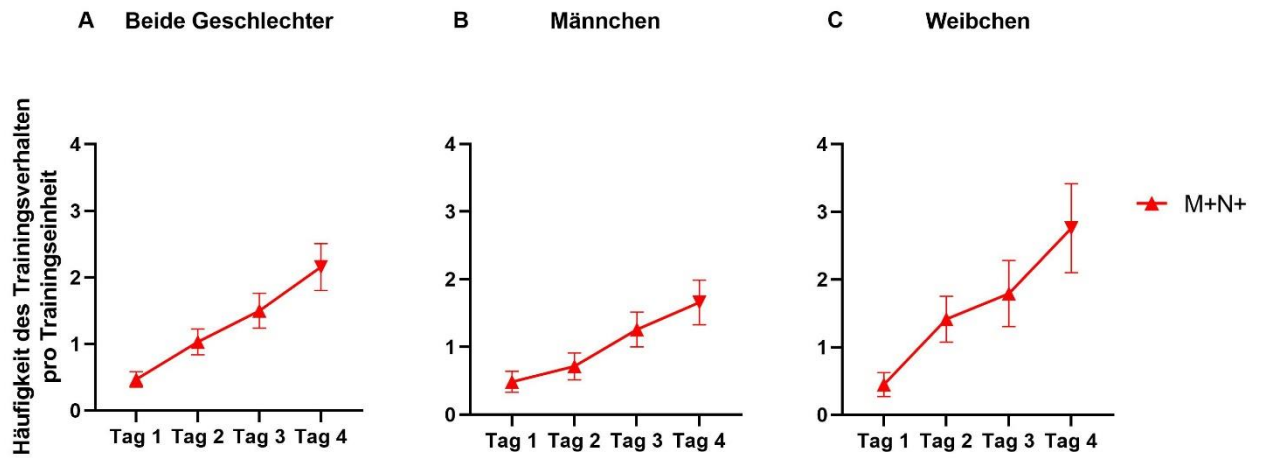 A Beide Geschlechter
B Männchen
C Weibchen
Häufigkeit des Trainingsverhalten
pro Trainingseinheit
4
3
2
1
0
Tag 1 Tag 2 Tag 3 Tag 4
4
3
2
1
0
Tag 1 Tag 2 Tag 3 Tag 4
4
3
2
1
0
Tag 1 Tag 2 Tag 3 Tag 4
M+N+